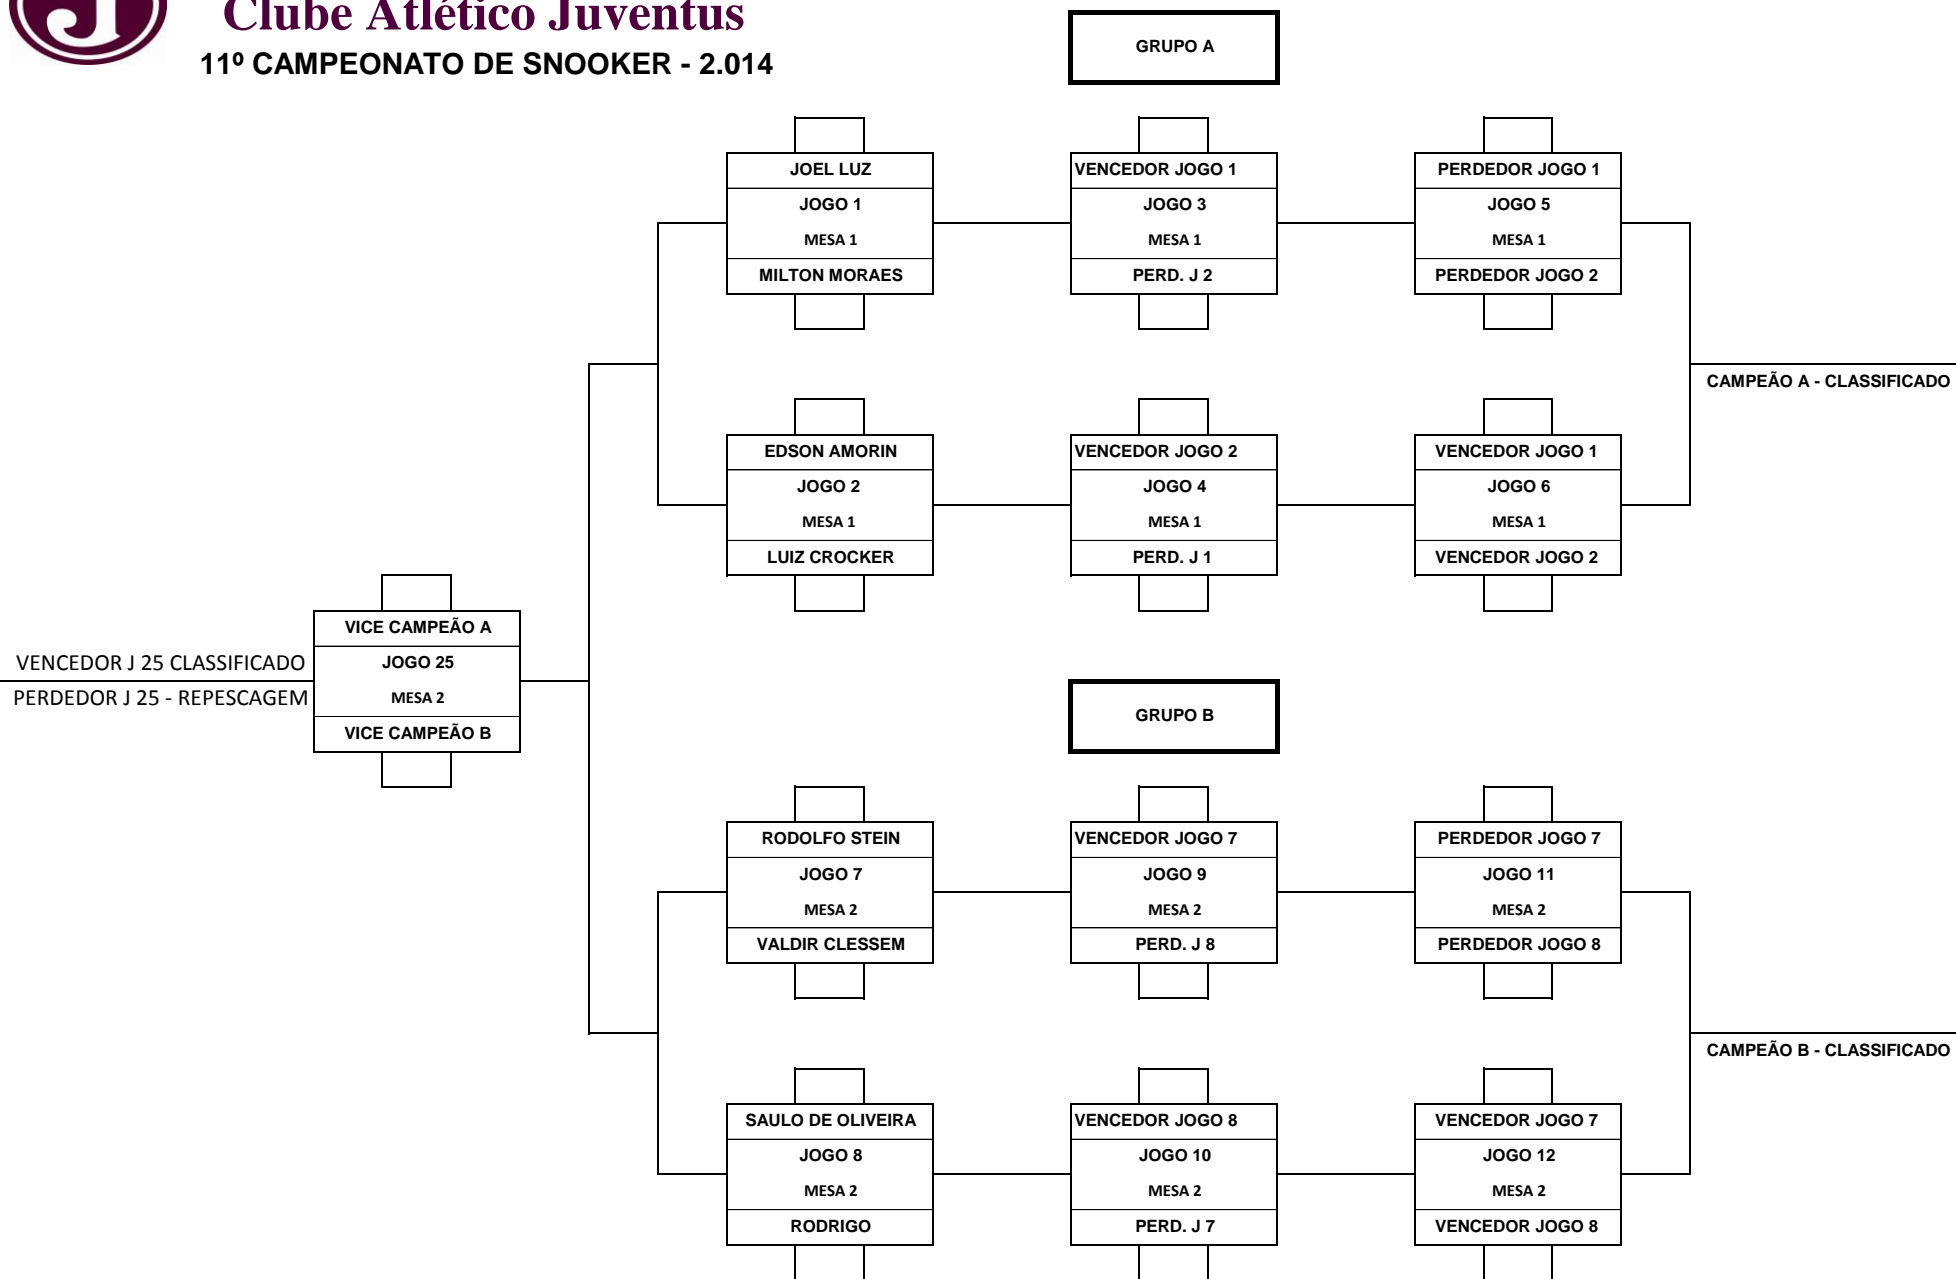 Clube Atlético Juventus
11º CAMPEONATO DE SNOOKER - 2.014
GRUPO A
JOEL LUZ
JOGO 1
MESA 1
MILTON MORAES
VENCEDOR JOGO 1
JOGO 3
MESA 1
PERD. J 2
PERDEDOR JOGO 1
JOGO 5
MESA 1
PERDEDOR JOGO 2
CAMPEÃO A - CLASSIFICADO
EDSON AMORIN
JOGO 2
MESA 1
LUIZ CROCKER
VENCEDOR JOGO 2
JOGO 4
MESA 1
PERD. J 1
VENCEDOR JOGO 1
JOGO 6
MESA 1
VENCEDOR JOGO 2
VENCEDOR J 25 CLASSIFICADO
PERDEDOR J 25 - REPESCAGEM
VICE CAMPEÃO A
JOGO 25
MESA 2
VICE CAMPEÃO B
GRUPO B
RODOLFO STEIN
JOGO 7
MESA 2
VALDIR CLESSEM
VENCEDOR JOGO 7
JOGO 9
MESA 2
PERD. J 8
PERDEDOR JOGO 7
JOGO 11
MESA 2
PERDEDOR JOGO 8
CAMPEÃO B - CLASSIFICADO
SAULO DE OLIVEIRA
JOGO 8
MESA 2
RODRIGO
VENCEDOR JOGO 8
JOGO 10
MESA 2
PERD. J 7
VENCEDOR JOGO 7
JOGO 12
MESA 2
VENCEDOR JOGO 8